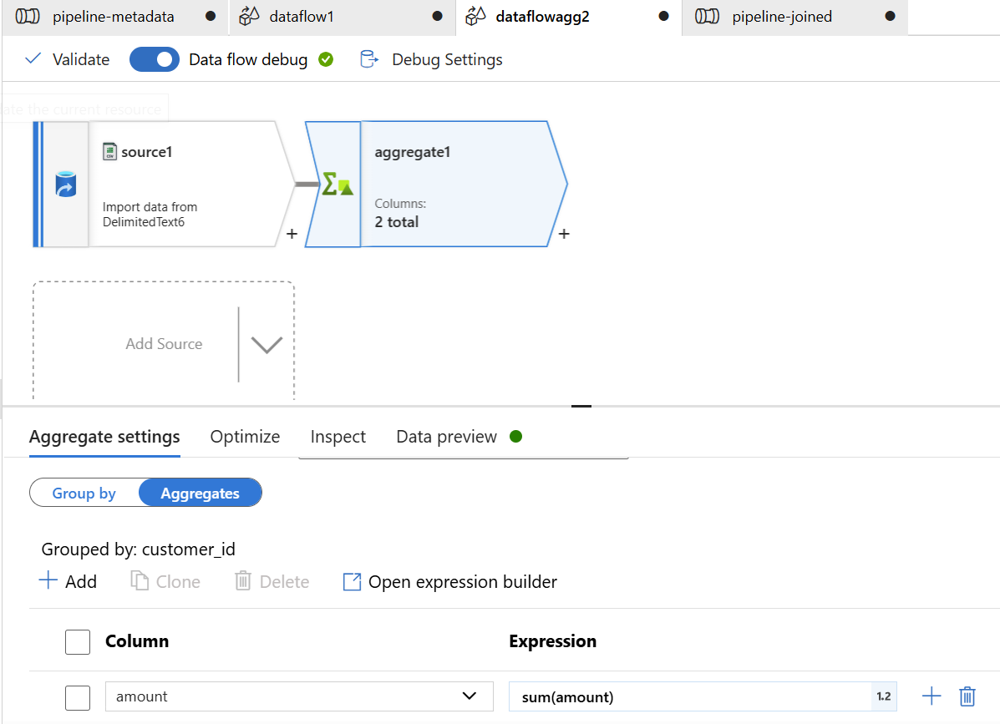 pipeline-metadata dataflow1 dataflowagg2 pipeline-joined
Validate Data flow debug Debug Settings
ate the current resource
source1
Import data from
DelimitedText6
+
aggregate1
Columns:
2 total
+
Add Source
Aggregate settings Optimize Inspect Data preview
Group by Aggregates
Grouped by: customer_id
Add Clone Delete Open expression builder
Column Expression
amount sum(amount) 1.2